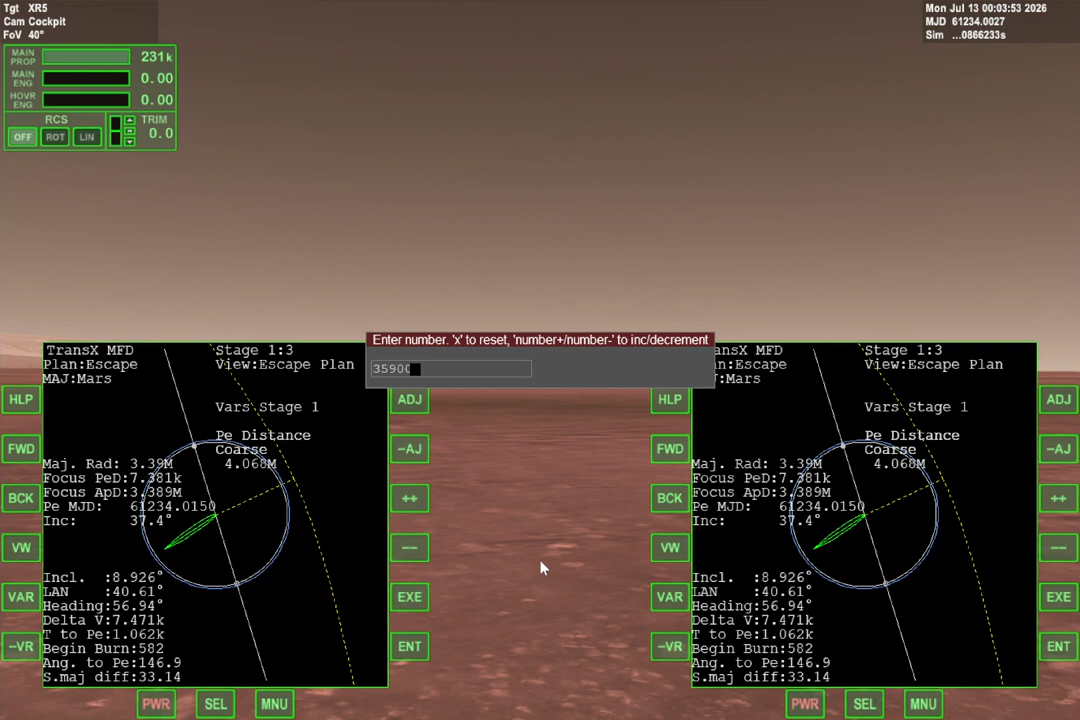 Tgt XR5
Cam Cockpit
FoV 40°
Mon Jul 13 00:03:53 2026
MJD 61234.0027
Sim ...0866233s
MAIN PROP 231k
MAIN ENG 0.00
HOVR ENG 0.00
RCS TRIM
OFF ROT LIN 0.0
Enter number. 'x' to reset, 'number+/number-' to inc/decrement
35900
TransX MFD Stage 1:3
Plan:Escape View:Escape Plan
MAJ:Mars
Vars Stage 1
Pe Distance
Coarse
Maj. Rad: 3.39M 4.068M
Focus PeD:7.381k
Focus ApD:3.389M
Pe MJD: 61234.0150
Inc: 37.4°
Incl. :8.926°
LAN :40.61°
Heading:56.94°
Delta V:7.471k
T to Pe:1.062k
Begin Burn:582
Ang. to Pe:146.9
S.maj diff:33.14
HLP
FWD
BCK
VW
VAR
-VR
ADJ
-AJ
++
--
EXE
ENT
PWR SEL MNU
ansX MFD Stage 1:3
n:Escape View:Escape Plan
:Mars
Vars Stage 1
Pe Distance
Coarse
Maj. Rad: 3.39M 4.068M
Focus PeD:7.381k
Focus ApD:3.389M
Pe MJD: 61234.0150
Inc: 37.4°
Incl. :8.926°
LAN :40.61°
Heading:56.94°
Delta V:7.471k
T to Pe:1.062k
Begin Burn:582
Ang. to Pe:146.9
S.maj diff:33.14
HLP
FWD
BCK
VW
VAR
-VR
ADJ
-AJ
++
--
EXE
ENT
PWR SEL MNU